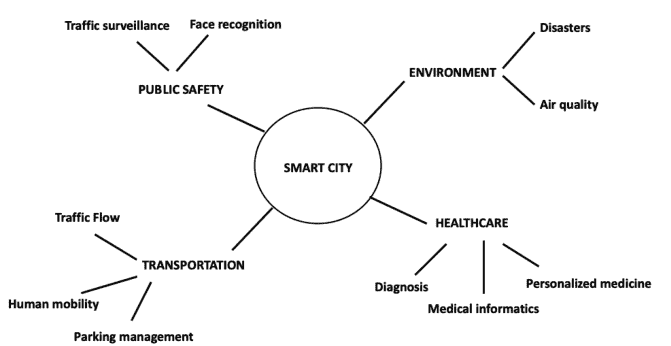 Traffic surveillance
Face recognition
PUBLIC SAFETY
Disasters
ENVIRONMENT
Air quality
SMART CITY
Traffic Flow
TRANSPORTATION
Human mobility
Parking management
HEALTHCARE
Diagnosis
Medical informatics
Personalized medicine